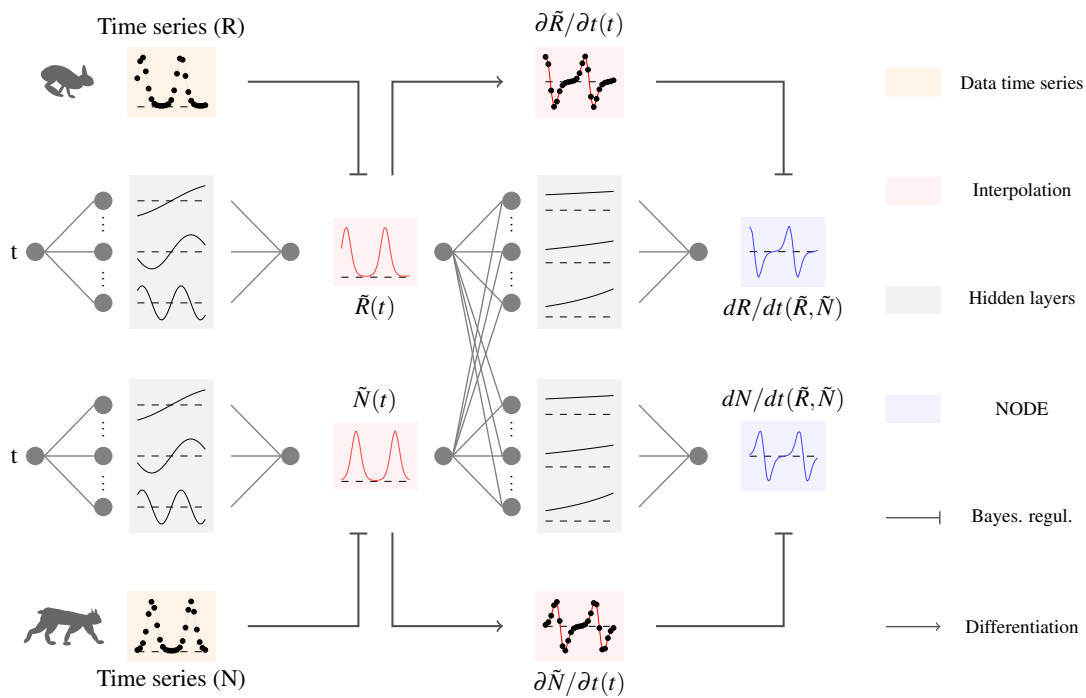 Time series (R)
∂R̃/∂t(t)
Data time series
Interpolation
t
R̃(t)
dR/dt(R̃,Ñ)
Hidden layers
Ñ(t)
dN/dt(R̃,Ñ)
NODE
t
Bayes. regul.
Differentiation
Time series (N)
∂Ñ/∂t(t)